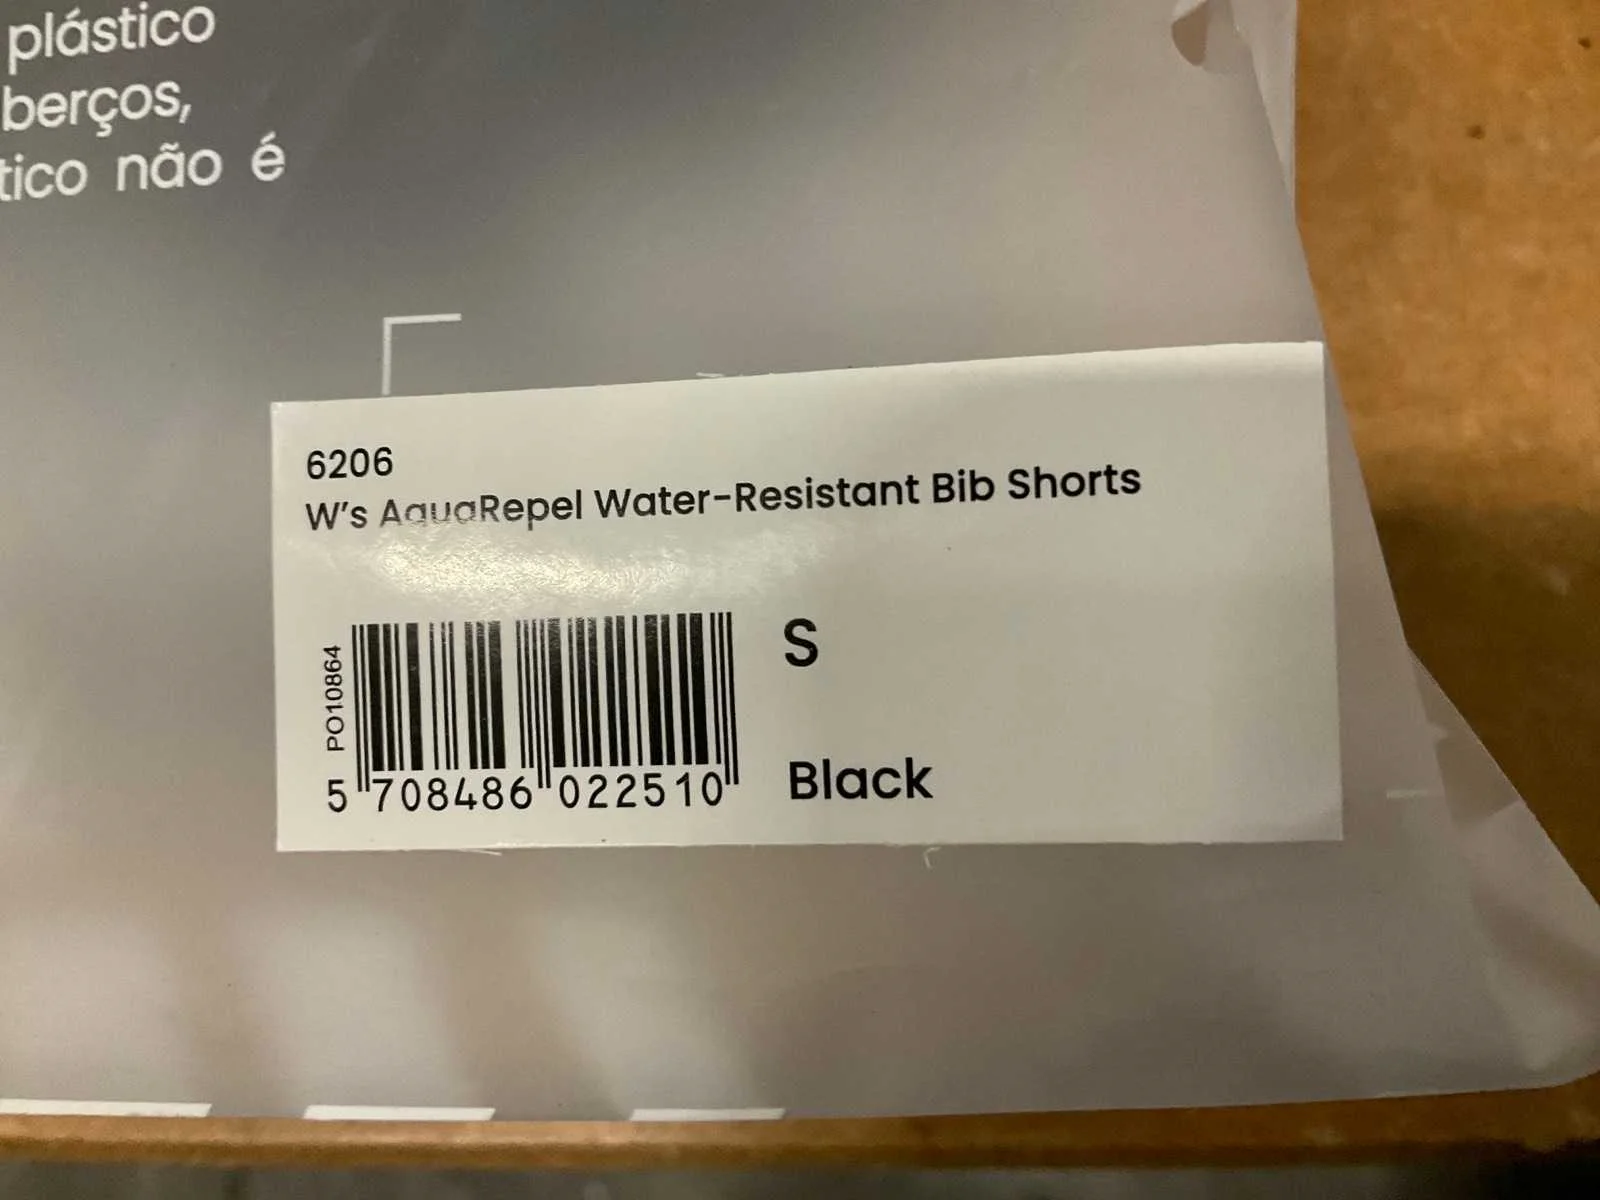 plástico
berços,
tico não é
6206
W's AquaRepel Water-Resistant Bib Shorts
PO10864
S
5 708486 022510
Black